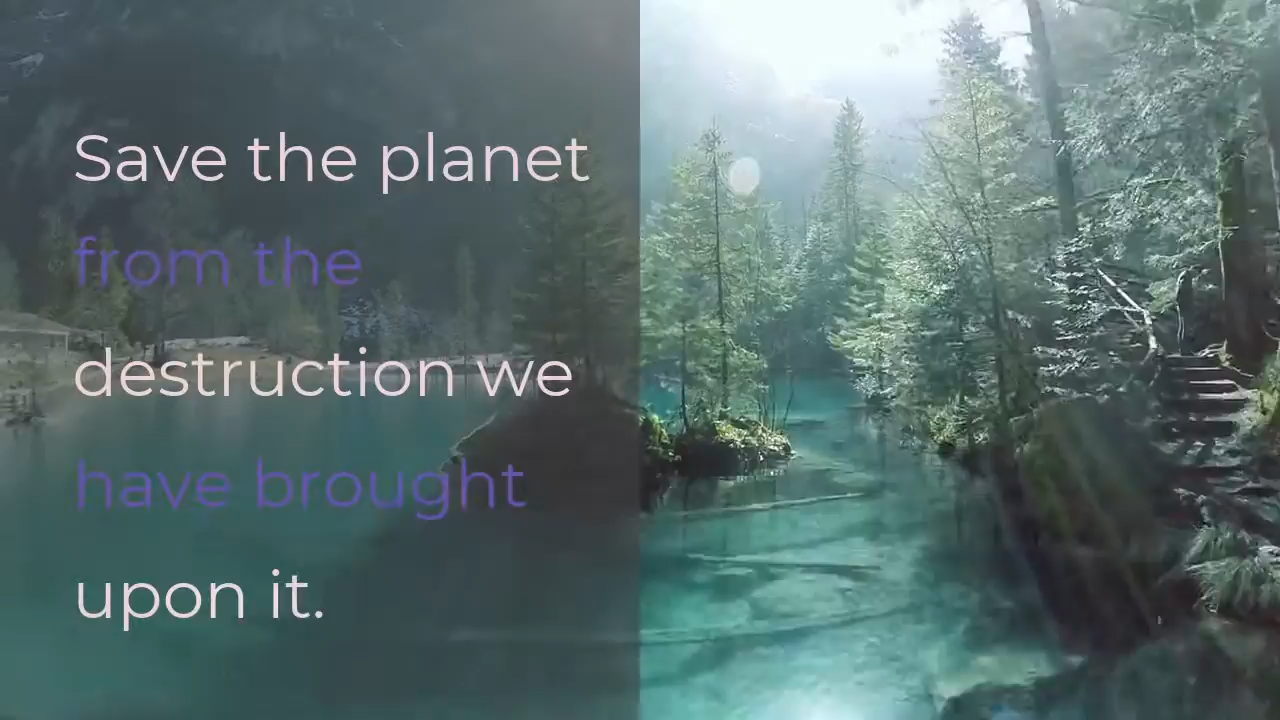 Save the planet
from the
destruction we
have brought
upon it.